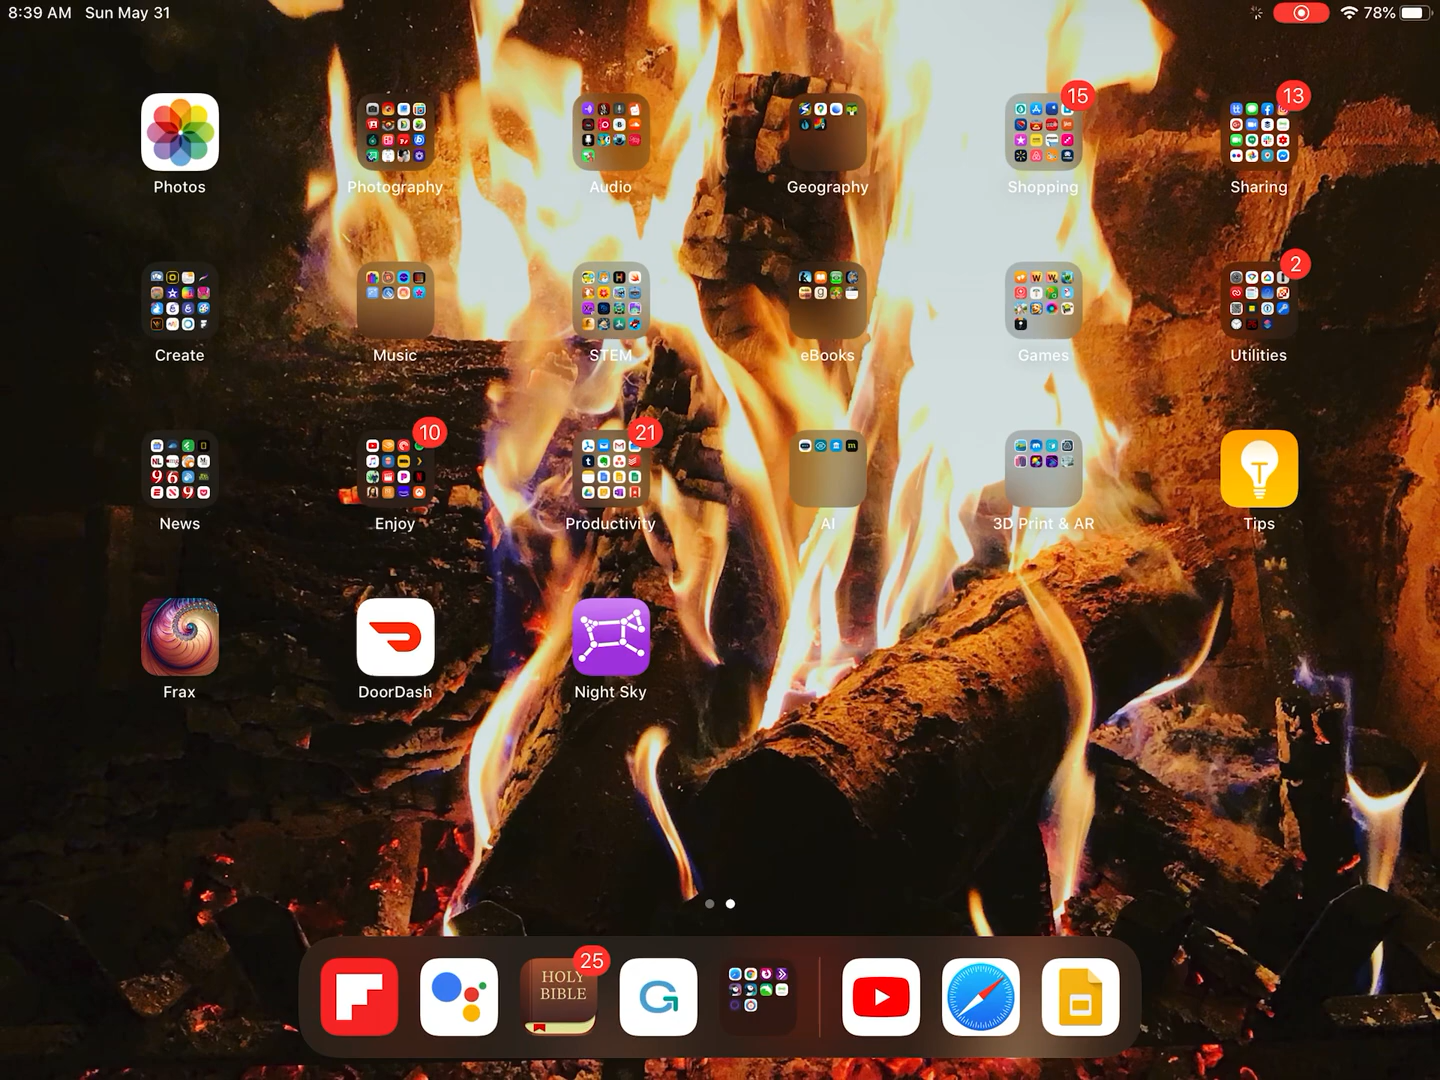 8:39 AM Sun May 31
78%
15
13
Photos
Photography
Audio
Geography
Shopping
Sharing
2
Create
Music
STEM
eBooks
Games
Utilities
10
21
News
Enjoy
Productivity
AI
3D Print & AR
Tips
Frax
DoorDash
Night Sky
25
HOLY
BIBLE